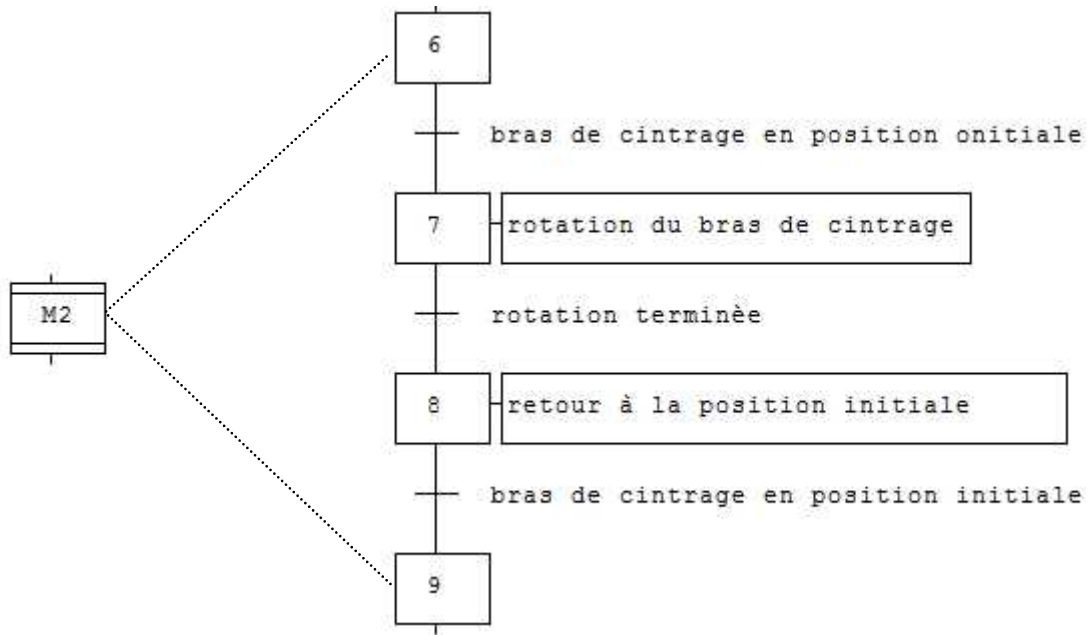 6
bras de cintrage en position onitiale
7
rotation du bras de cintrage
M2
rotation terminèe
8
retour à la position initiale
bras de cintrage en position initiale
9